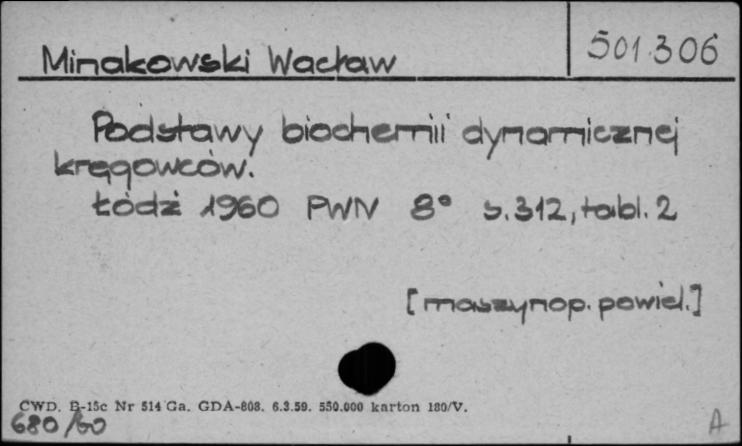 Minakowski Wacław
501.306
Podstawy biochemii dynamicznej
kręgowców.
Łódź 1960 PWN 8° s.312, tabl. 2
[maszynop. powiel.]
CWD. B-15c Nr 514 Ga. GDA-808. 6.3.59. 550.000 karton 180/V.
680/60
A